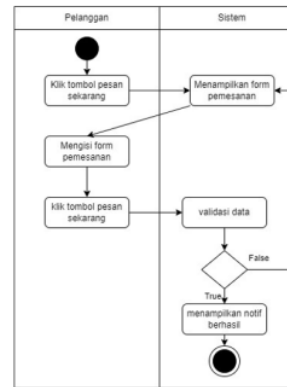 Pelanggan
Sistem
Klik tombol pesan
sekarang
Menampilkan form
pemesanan
Mengisi form
pemesanan
klik tombol pesan
sekarang
validasi data
False
True
menampilkan notif
berhasil